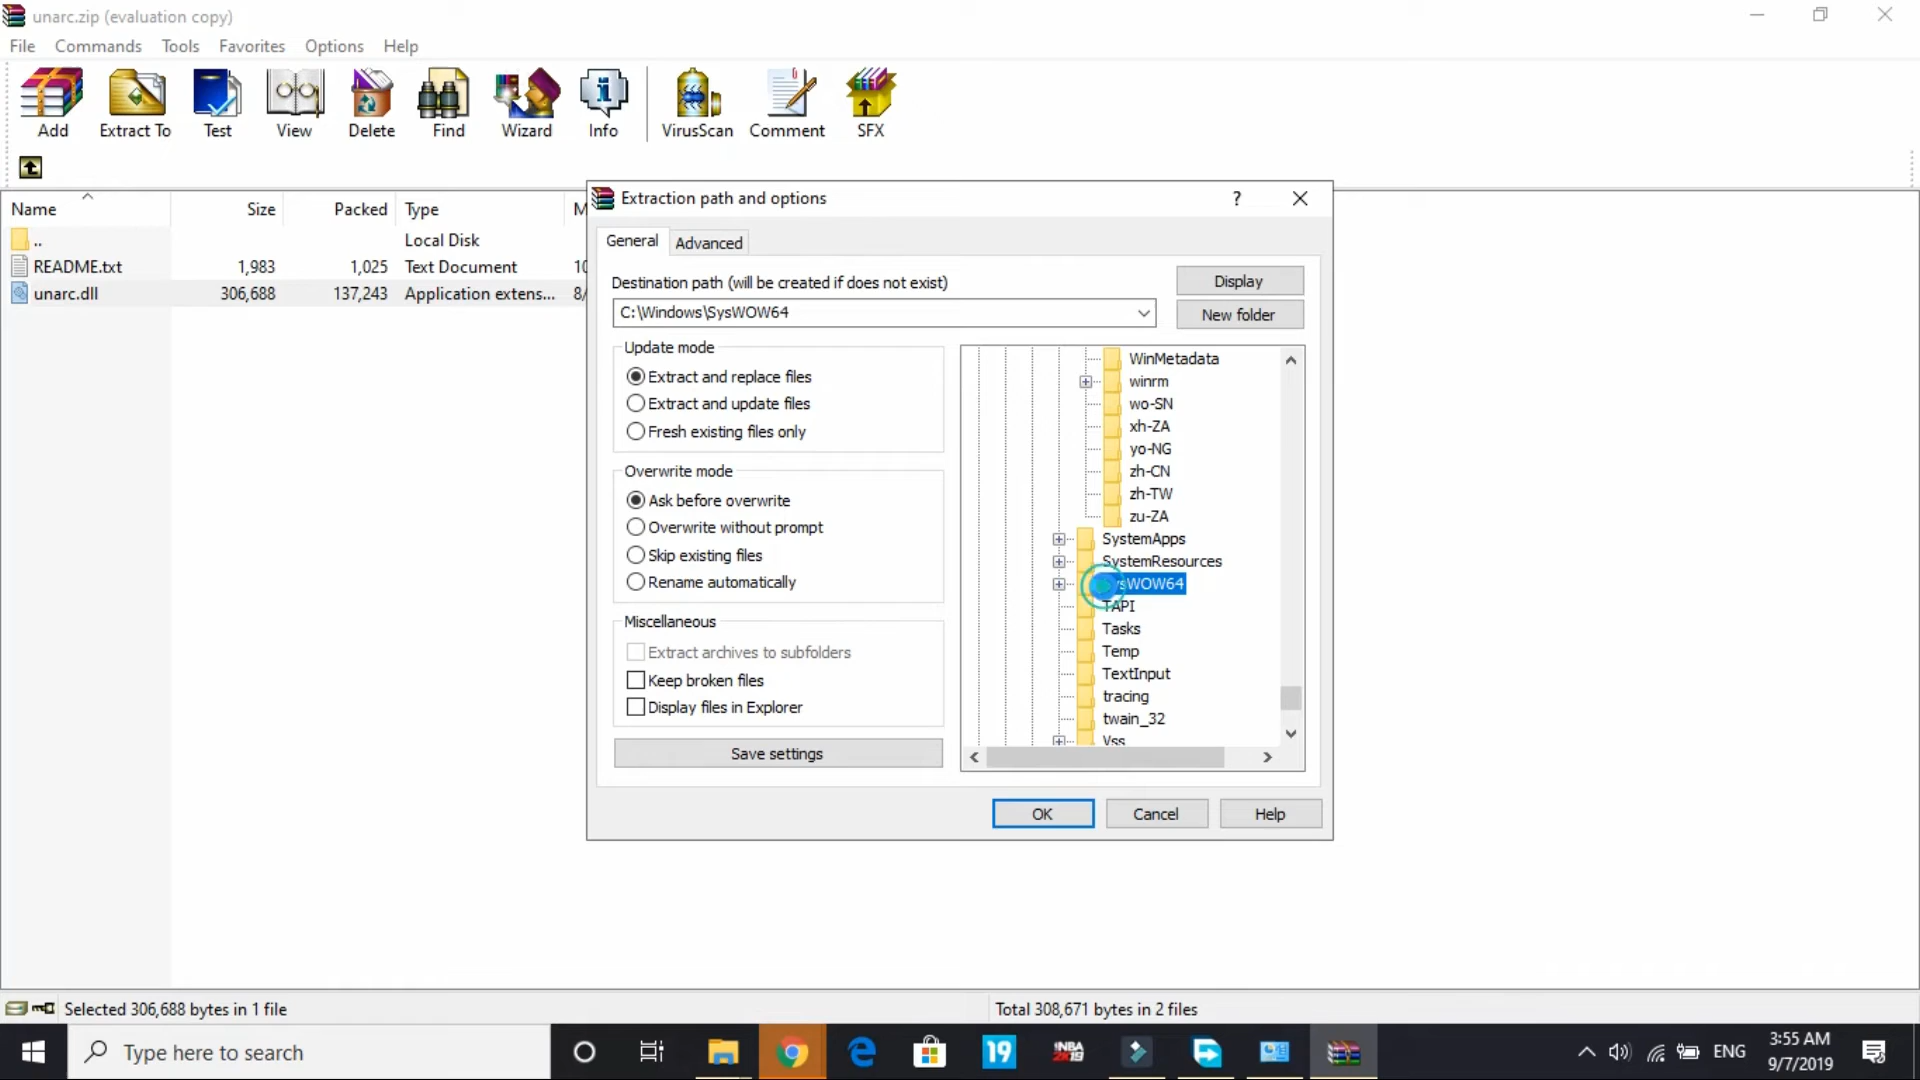 unarc.zip (evaluation copy)
File Commands Tools Favorites Options Help
Add Extract To Test View Delete Find Wizard Info VirusScan Comment SFX
Name Size Packed Type M
.. Local Disk
README.txt 1,983 1,025 Text Document 10
unarc.dll 306,688 137,243 Application extens... 8/
Extraction path and options ?
General Advanced
Destination path (will be created if does not exist)
C:\Windows\SysWOW64
Display
New folder
Update mode
Extract and replace files
Extract and update files
Fresh existing files only
Overwrite mode
Ask before overwrite
Overwrite without prompt
Skip existing files
Rename automatically
Miscellaneous
Extract archives to subfolders
Keep broken files
Display files in Explorer
Save settings
WinMetadata
winrm
wo-SN
xh-ZA
yo-NG
zh-CN
zh-TW
zu-ZA
SystemApps
SystemResources
ysWOW64
TAPI
Tasks
Temp
TextInput
tracing
twain_32
Vss
OK Cancel Help
Selected 306,688 bytes in 1 file
Total 308,671 bytes in 2 files
Type here to search
19
NBA
2K19
ENG
3:55 AM
9/7/2019